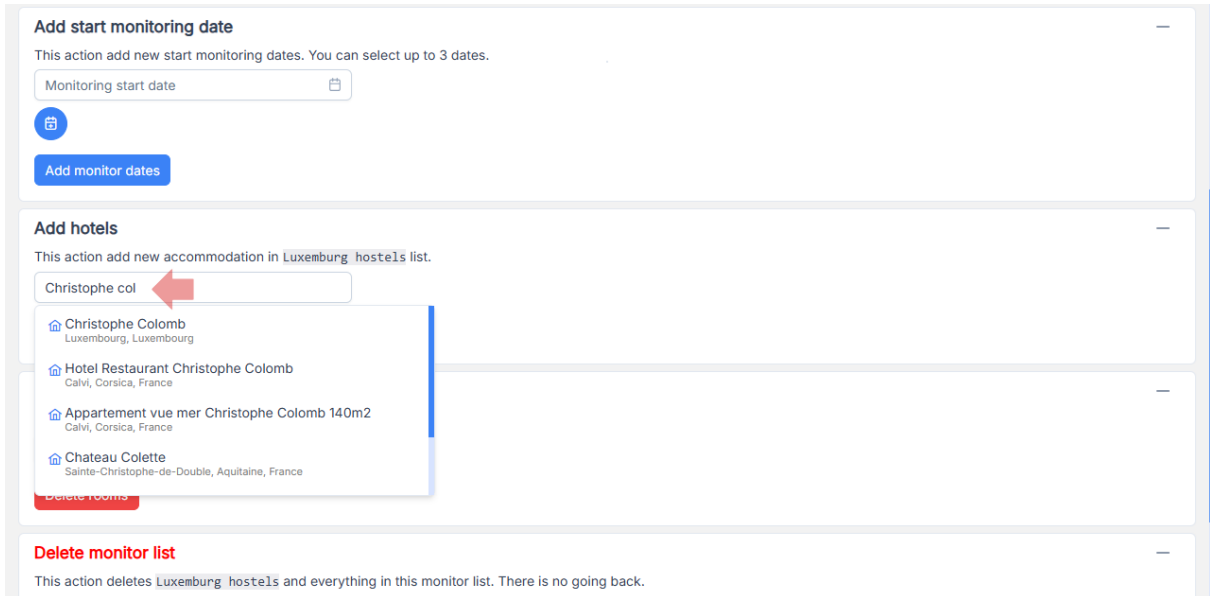 Add start monitoring date
This action add new start monitoring dates. You can select up to 3 dates.
Monitoring start date
Add monitor dates
Add hotels
This action add new accommodation in Luxemburg hostels list.
Christophe col
Christophe Colomb
Luxembourg, Luxembourg
Hotel Restaurant Christophe Colomb
Calvi, Corsica, France
Appartement vue mer Christophe Colomb 140m2
Calvi, Corsica, France
Chateau Colette
Sainte-Christophe-de-Double, Aquitaine, France
Delete rooms
Delete monitor list
This action deletes Luxemburg hostels and everything in this monitor list. There is no going back.